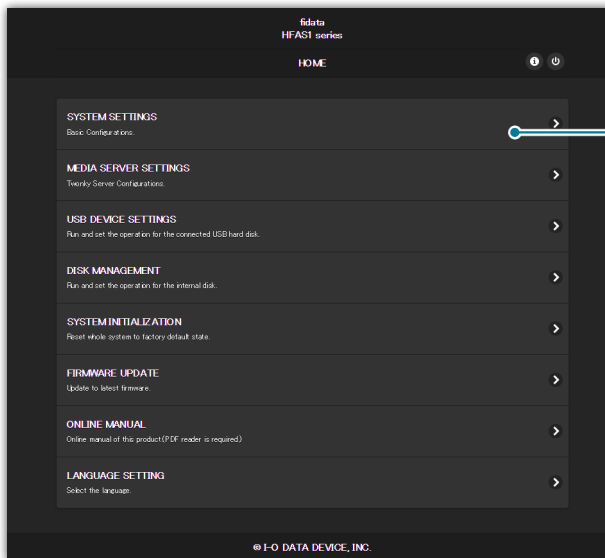 fidata
HFAS1 series
HOME
SYSTEM SETTINGS
Basic Configurations.
MEDIA SERVER SETTINGS
Twonky Server Configurations.
USB DEVICE SETTINGS
Run and set the operation for the connected USB hard disk.
DISK MANAGEMENT
Run and set the operation for the internal disk.
SYSTEM INITIALIZATION
Reset whole system to factory default state.
FIRMWARE UPDATE
Update to latest firmware.
ONLINE MANUAL
Online manual of this product(PDF reader is required.)
LANGUAGE SETTING
Select the language.
© I-O DATA DEVICE, INC.